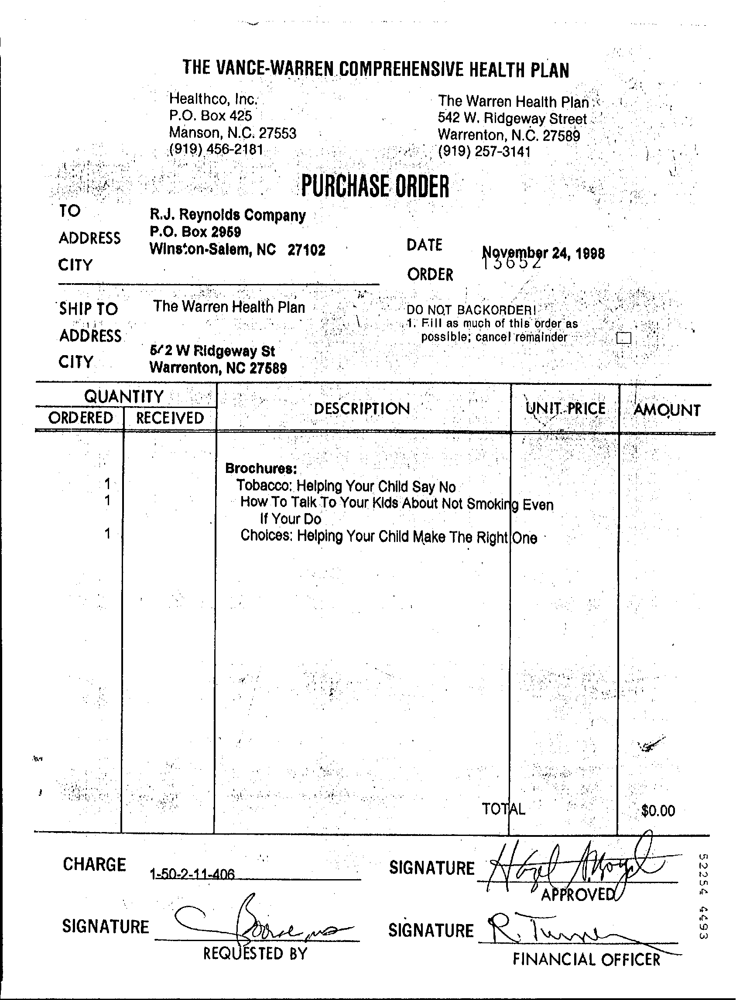 THE VANCE-WARREN COMPREHENSIVE HEALTH PLAN
Healthco, Inc.
P.O. Box 425
Manson, N.C. 27553
(919) 456-2181
The Warren Health Plan
542 W. Ridgeway Street
Warrenton, N.C. 27589
(919) 257-3141
PURCHASE ORDER
TO R.J. Reynolds Company
ADDRESS P.O. Box 2959
Winston-Salem, NC 27102
CITY
DATE November 24, 1998
ORDER 13652
SHIP TO The Warren Health Plan
ADDRESS
542 W Ridgeway St
CITY Warrenton, NC 27589
DO NOT BACKORDER!
1. Fill as much of this order as
possible; cancel remainder
QUANTITY
ORDERED RECEIVED DESCRIPTION UNIT PRICE AMOUNT
Brochures:
1 Tobacco: Helping Your Child Say No
1 How To Talk To Your Kids About Not Smoking Even
If Your Do
1 Choices: Helping Your Child Make The Right One
TOTAL $0.00
CHARGE 1-50-2-11-406
SIGNATURE
APPROVED
SIGNATURE
REQUESTED BY
SIGNATURE R. Turner
FINANCIAL OFFICER
52254 4493